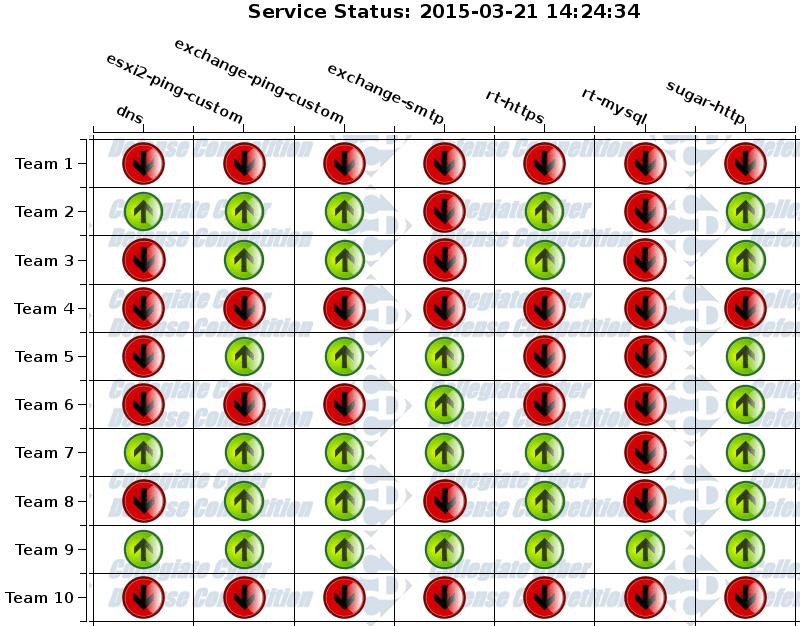 Service Status: 2015-03-21 14:24:34
dns
esxi2-ping-custom
exchange-ping-custom
exchange-smtp
rt-https
rt-mysql
sugar-http
Team 1
Team 2
Team 3
Team 4
Team 5
Team 6
Team 7
Team 8
Team 9
Team 10
Collegiate Cyber
Defense Competition